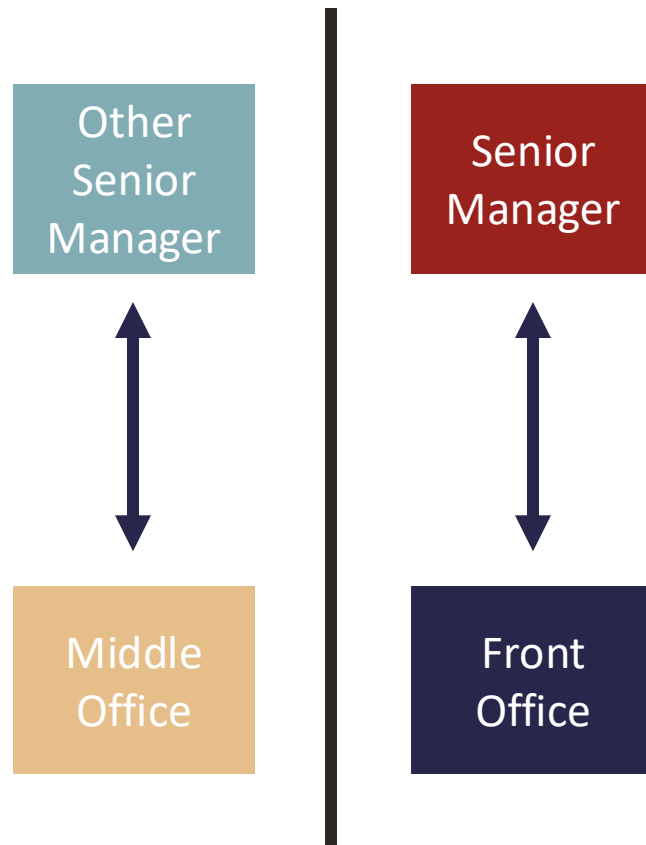 Other
Senior
Manager
Senior
Manager
Middle
Office
Front
Office